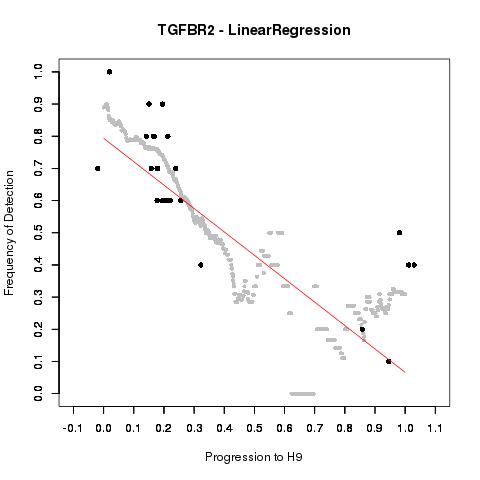 TGFBR2 - LinearRegression
1.0
0.9
0.8
0.7
0.6
0.5
0.4
0.3
0.2
0.1
0.0
Frequency of Detection
-0.1 0.0 0.1 0.2 0.3 0.4 0.5 0.6 0.7 0.8 0.9 1.0 1.1
Progression to H9